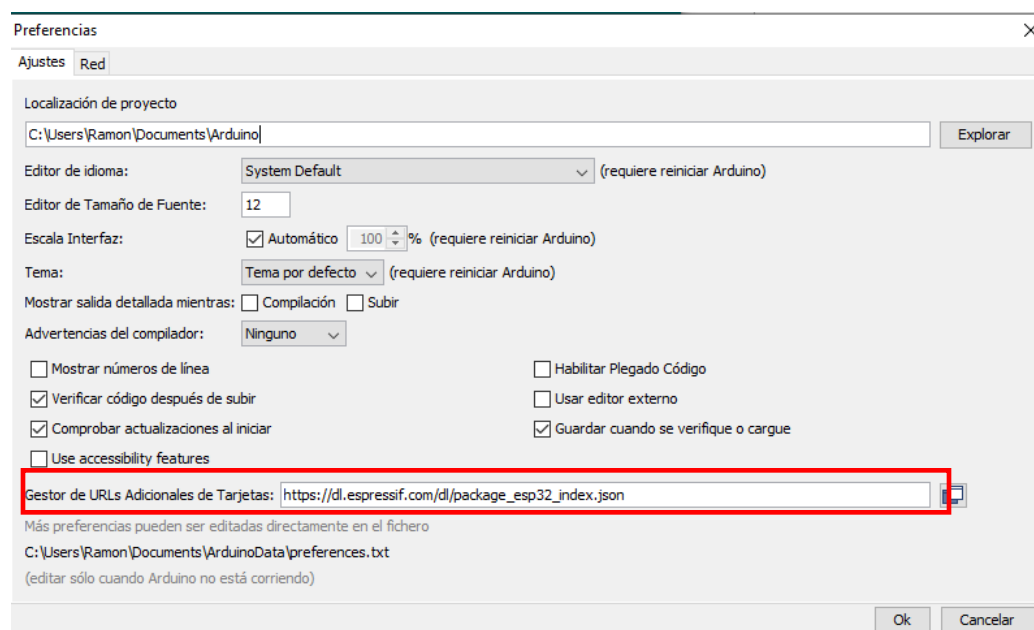 Preferencias
Ajustes Red
Localización de proyecto
C:\Users\Ramon\Documents\Arduino Explorar
Editor de idioma: System Default (requiere reiniciar Arduino)
Editor de Tamaño de Fuente: 12
Escala Interfaz: Automático 100 % (requiere reiniciar Arduino)
Tema: Tema por defecto (requiere reiniciar Arduino)
Mostrar salida detallada mientras: Compilación Subir
Advertencias del compilador: Ninguno
Mostrar números de línea Habilitar Plegado Código
Verificar código después de subir Usar editor externo
Comprobar actualizaciones al iniciar Guardar cuando se verifique o cargue
Use accessibility features
Gestor de URLs Adicionales de Tarjetas: https://dl.espressif.com/dl/package_esp32_index.json
Más preferencias pueden ser editadas directamente en el fichero
C:\Users\Ramon\Documents\ArduinoData\preferences.txt
(editar sólo cuando Arduino no está corriendo)
Ok Cancelar